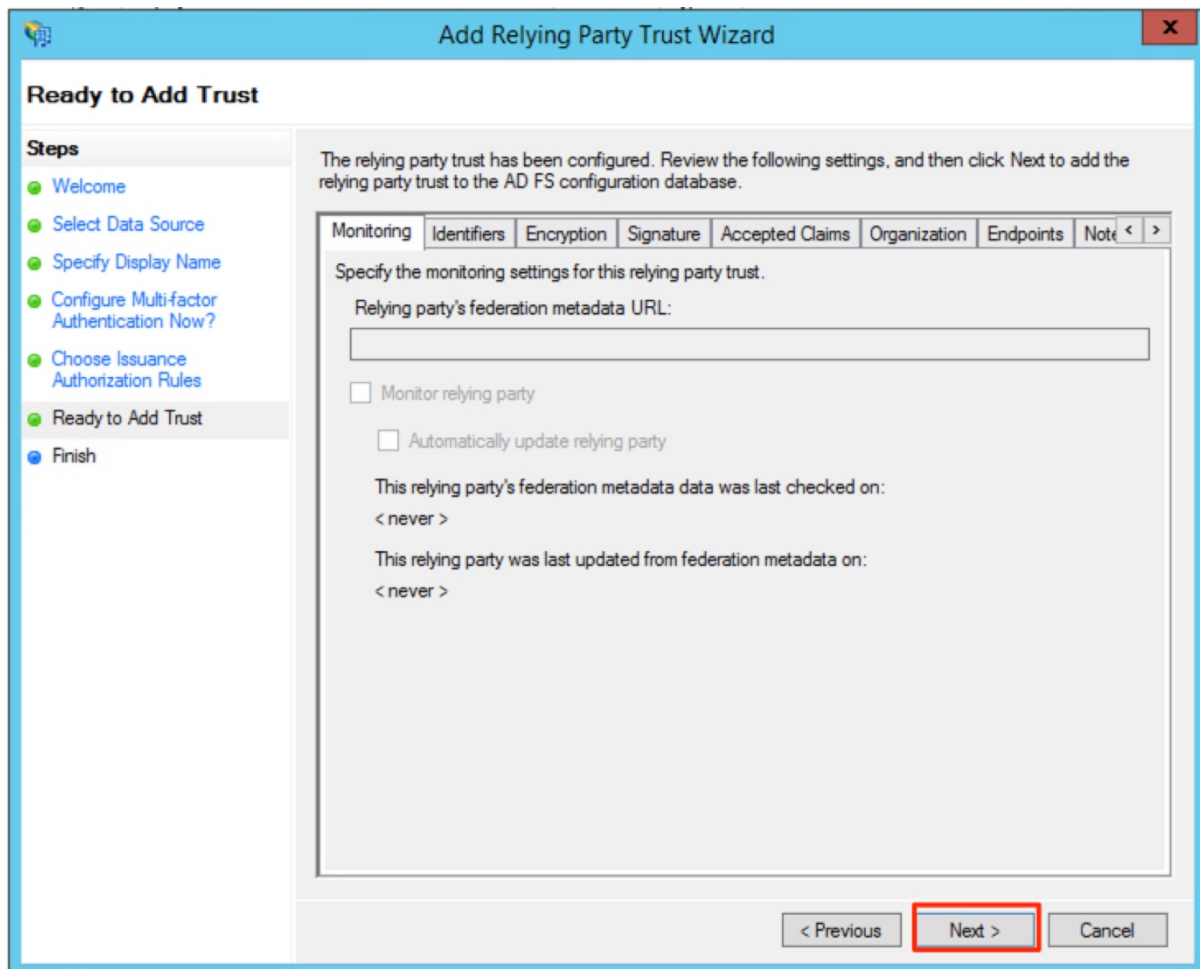 Add Relying Party Trust Wizard
x
Ready to Add Trust
Steps
Welcome
Select Data Source
Specify Display Name
Configure Multi-factor
Authentication Now?
Choose Issuance
Authorization Rules
Ready to Add Trust
Finish
The relying party trust has been configured. Review the following settings, and then click Next to add the
relying party trust to the AD FS configuration database.
Monitoring Identifiers Encryption Signature Accepted Claims Organization Endpoints Note < >
Specify the monitoring settings for this relying party trust.
Relying party's federation metadata URL:
Monitor relying party
Automatically update relying party
This relying party's federation metadata data was last checked on:
< never >
This relying party was last updated from federation metadata on:
< never >
< Previous Next > Cancel